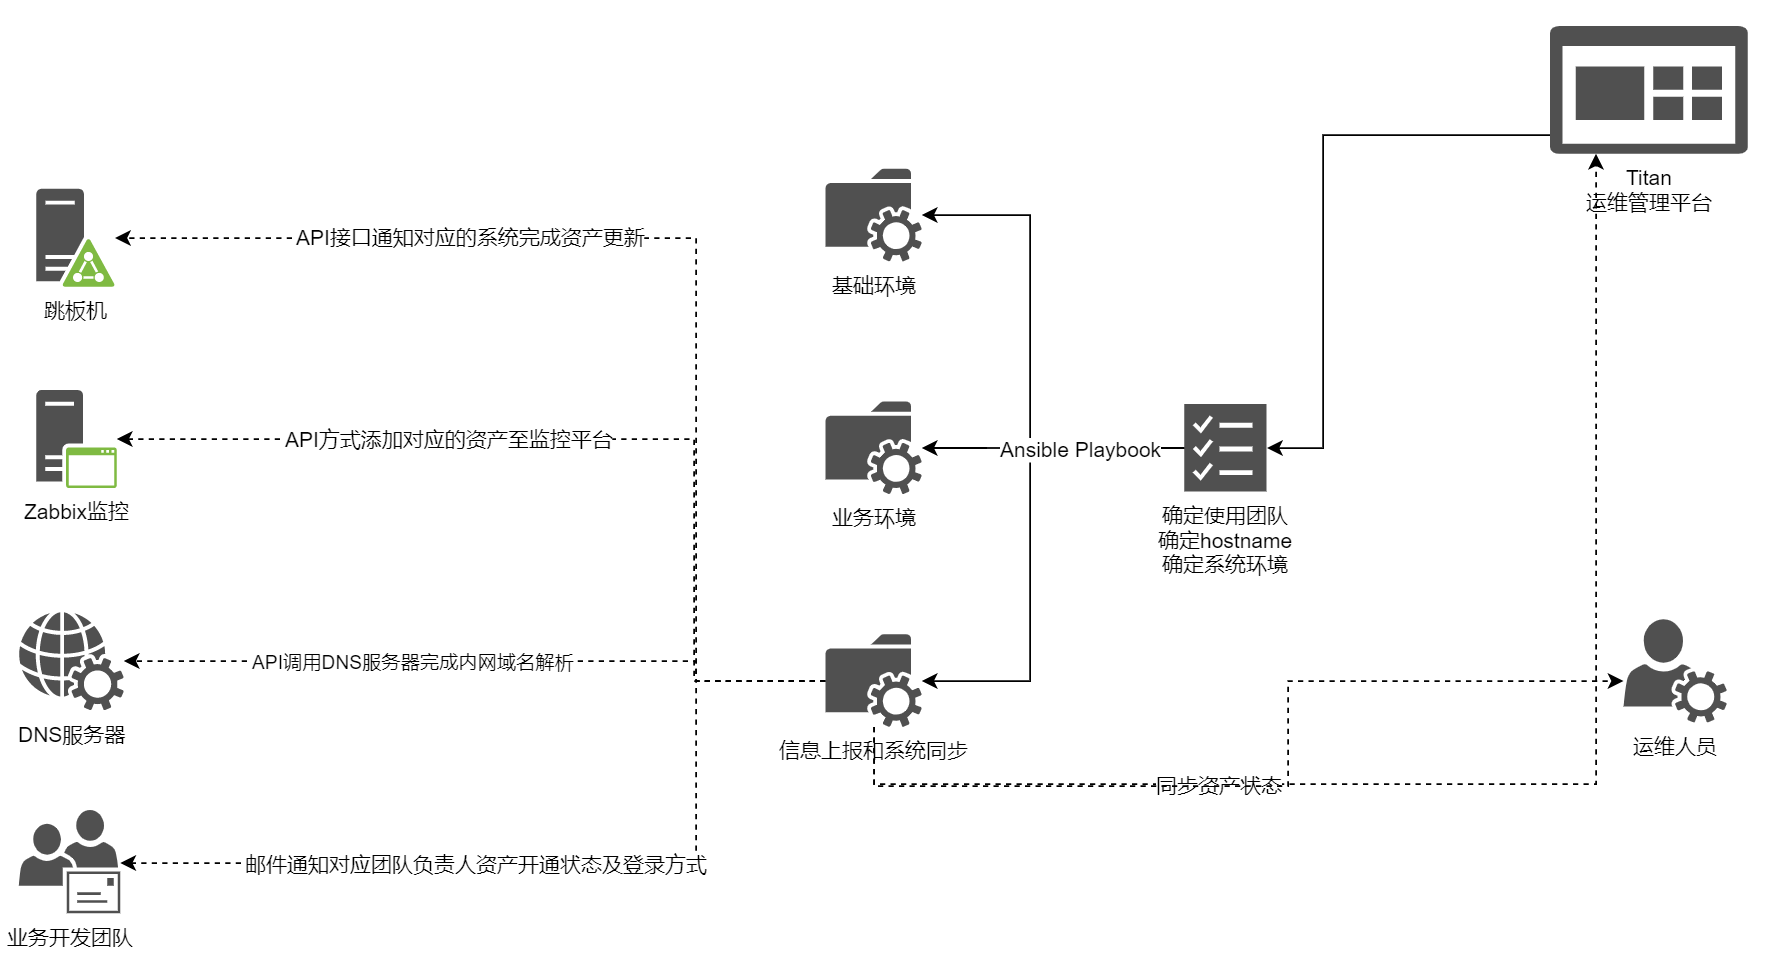 Titan
运维管理平台
API接口通知对应的系统完成资产更新
跳板机
基础环境
API方式添加对应的资产至监控平台
Zabbix监控
业务环境
Ansible Playbook
确定使用团队
确定hostname
确定系统环境
API调用DNS服务器完成内网域名解析
DNS服务器
信息上报和系统同步
运维人员
同步资产状态
邮件通知对应团队负责人资产开通状态及登录方式
业务开发团队